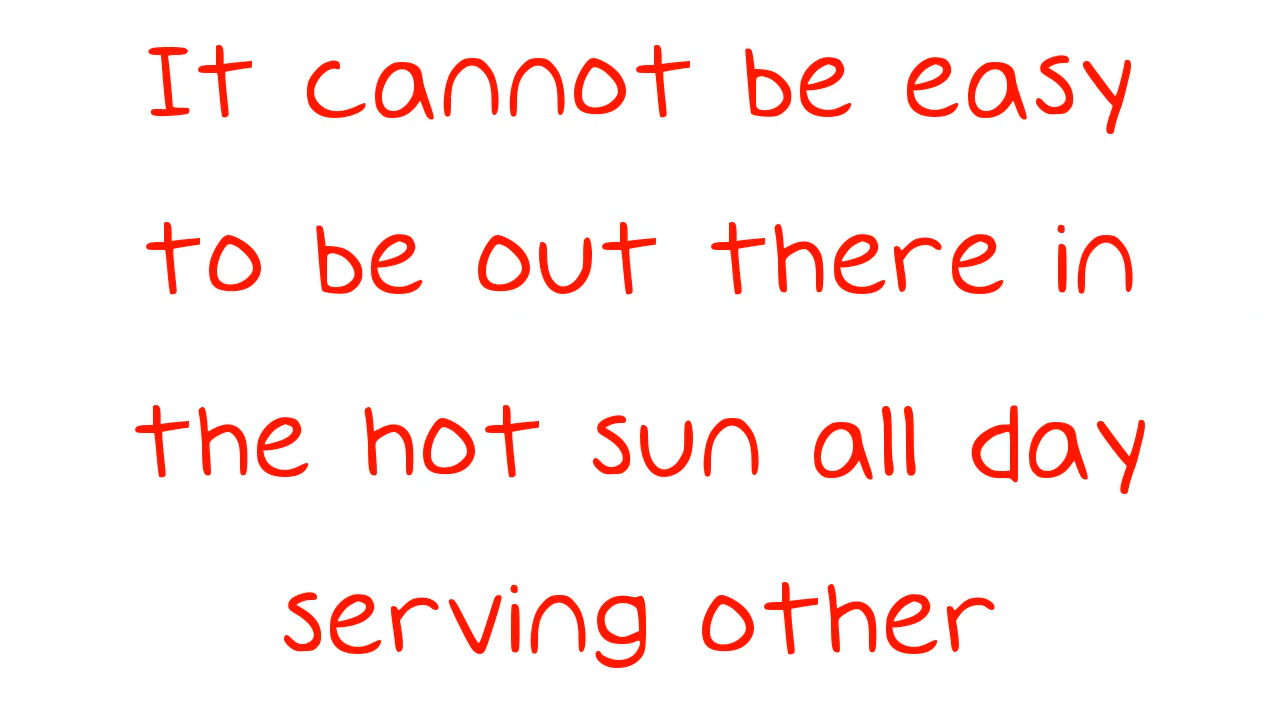 It cannot be easy
to be out there in
the hot sun all day
serving other